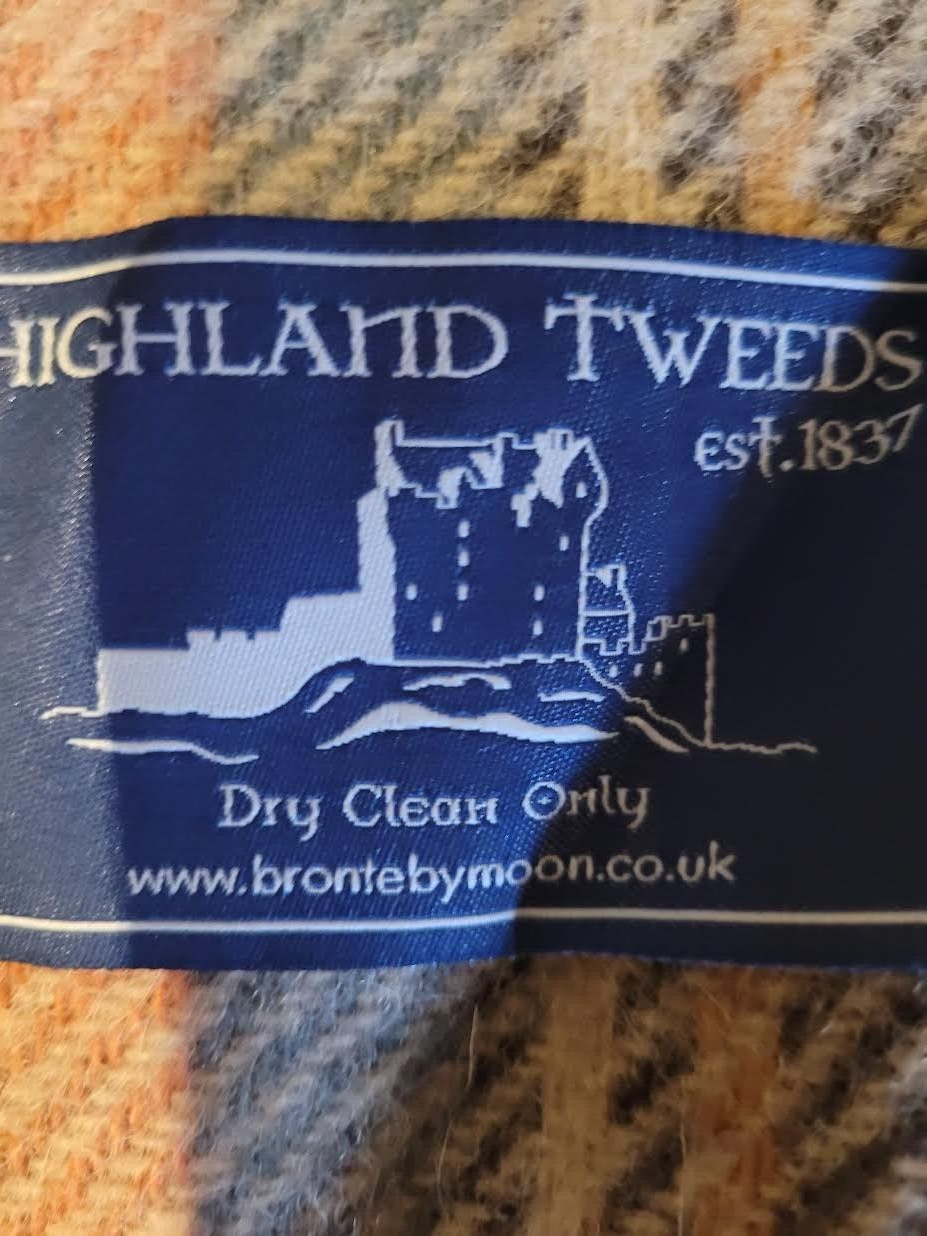 HIGHLAND TWEEDS
est.1837
Dry Clean Only
www.brontebymoon.co.uk